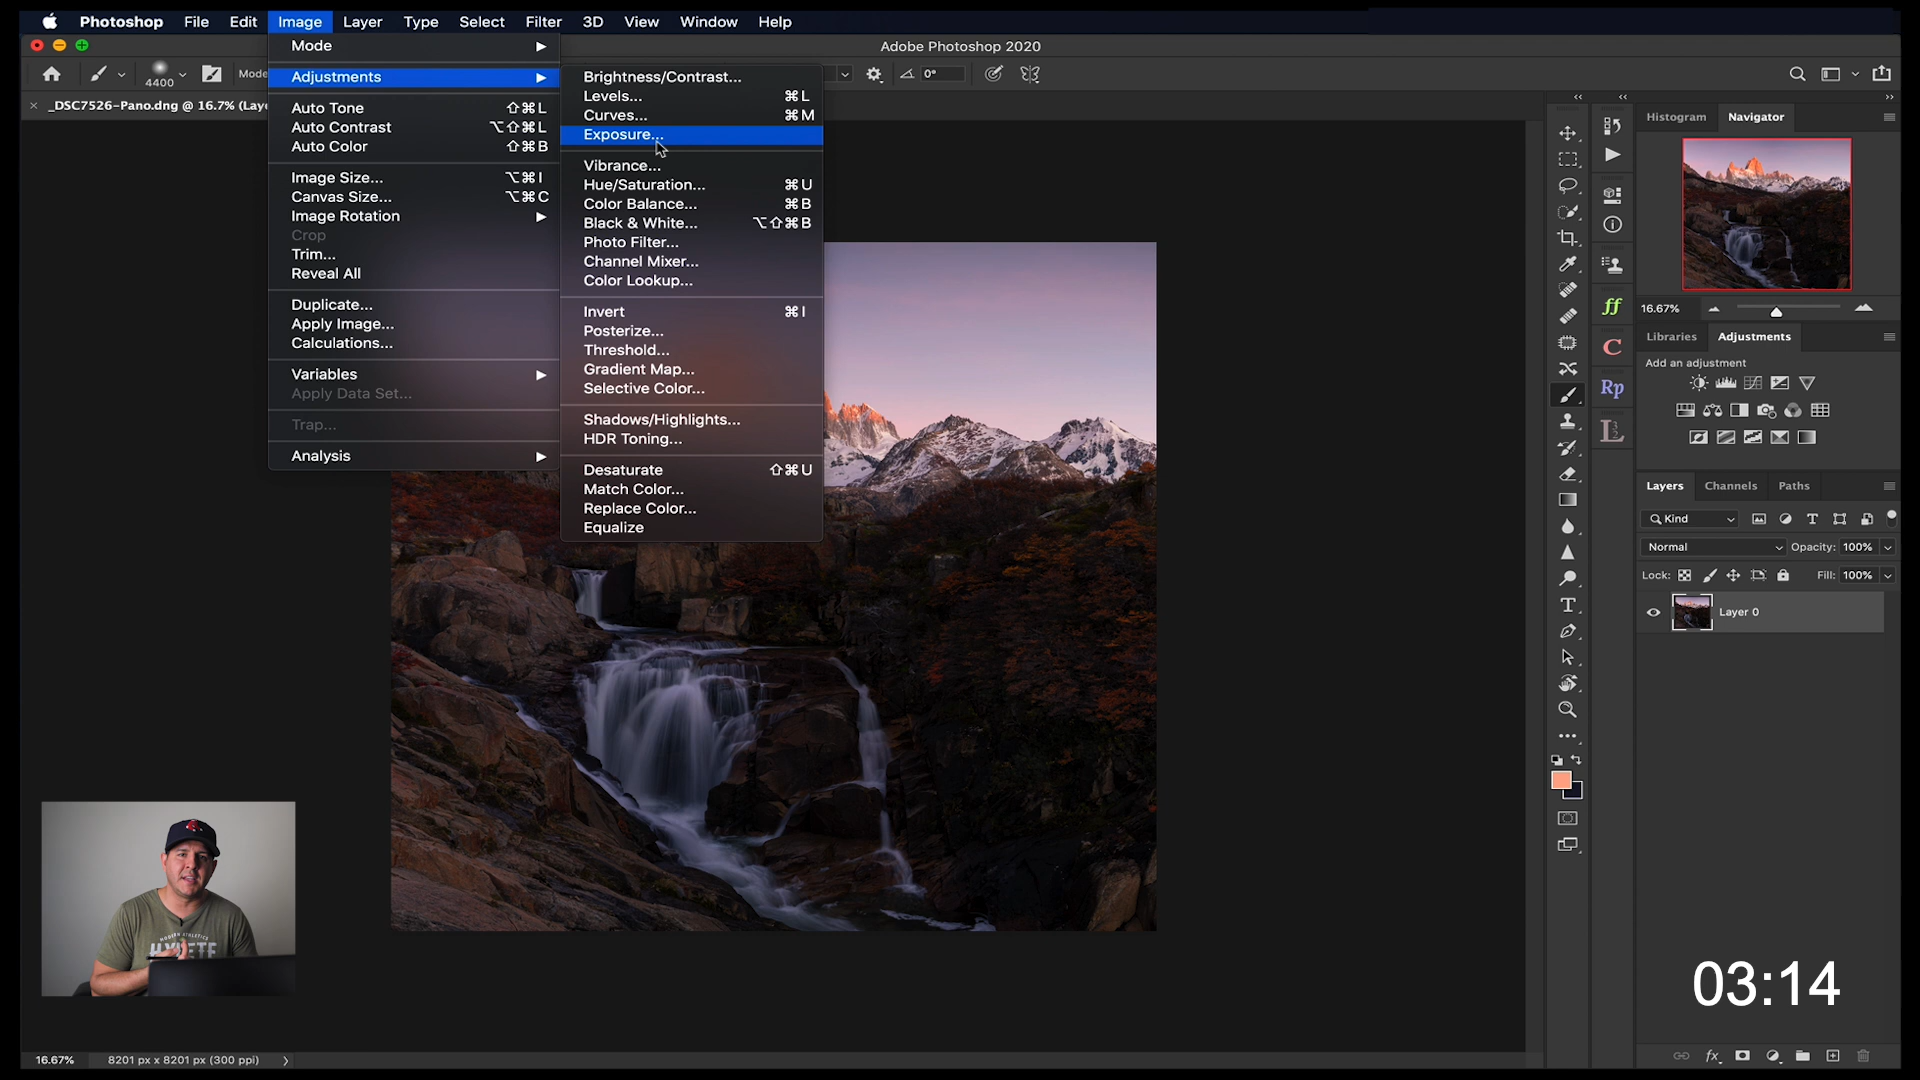 Photoshop File Edit Image Layer Type Select Filter 3D View Window Help
Adobe Photoshop 2020
4400 Mode
0°
× _DSC7526-Pano.dng @ 16.7% (Laye
Mode
Adjustments
Auto Tone ⇧⌘L
Auto Contrast ⌥⇧⌘L
Auto Color ⇧⌘B
Image Size... ⌥⌘I
Canvas Size... ⌥⌘C
Image Rotation
Crop
Trim...
Reveal All
Duplicate...
Apply Image...
Calculations...
Variables
Apply Data Set...
Trap...
Analysis
Brightness/Contrast...
Levels... ⌘L
Curves... ⌘M
Exposure...
Vibrance...
Hue/Saturation... ⌘U
Color Balance... ⌘B
Black & White... ⌥⇧⌘B
Photo Filter...
Channel Mixer...
Color Lookup...
Invert ⌘I
Posterize...
Threshold...
Gradient Map...
Selective Color...
Shadows/Highlights...
HDR Toning...
Desaturate ⇧⌘U
Match Color...
Replace Color...
Equalize
Histogram Navigator
16.67%
Libraries Adjustments
Add an adjustment
Layers Channels Paths
Kind
Normal Opacity: 100%
Lock: Fill: 100%
Layer 0
ff
C
Rp
03:14
16.67% 8201 px x 8201 px (300 ppi)